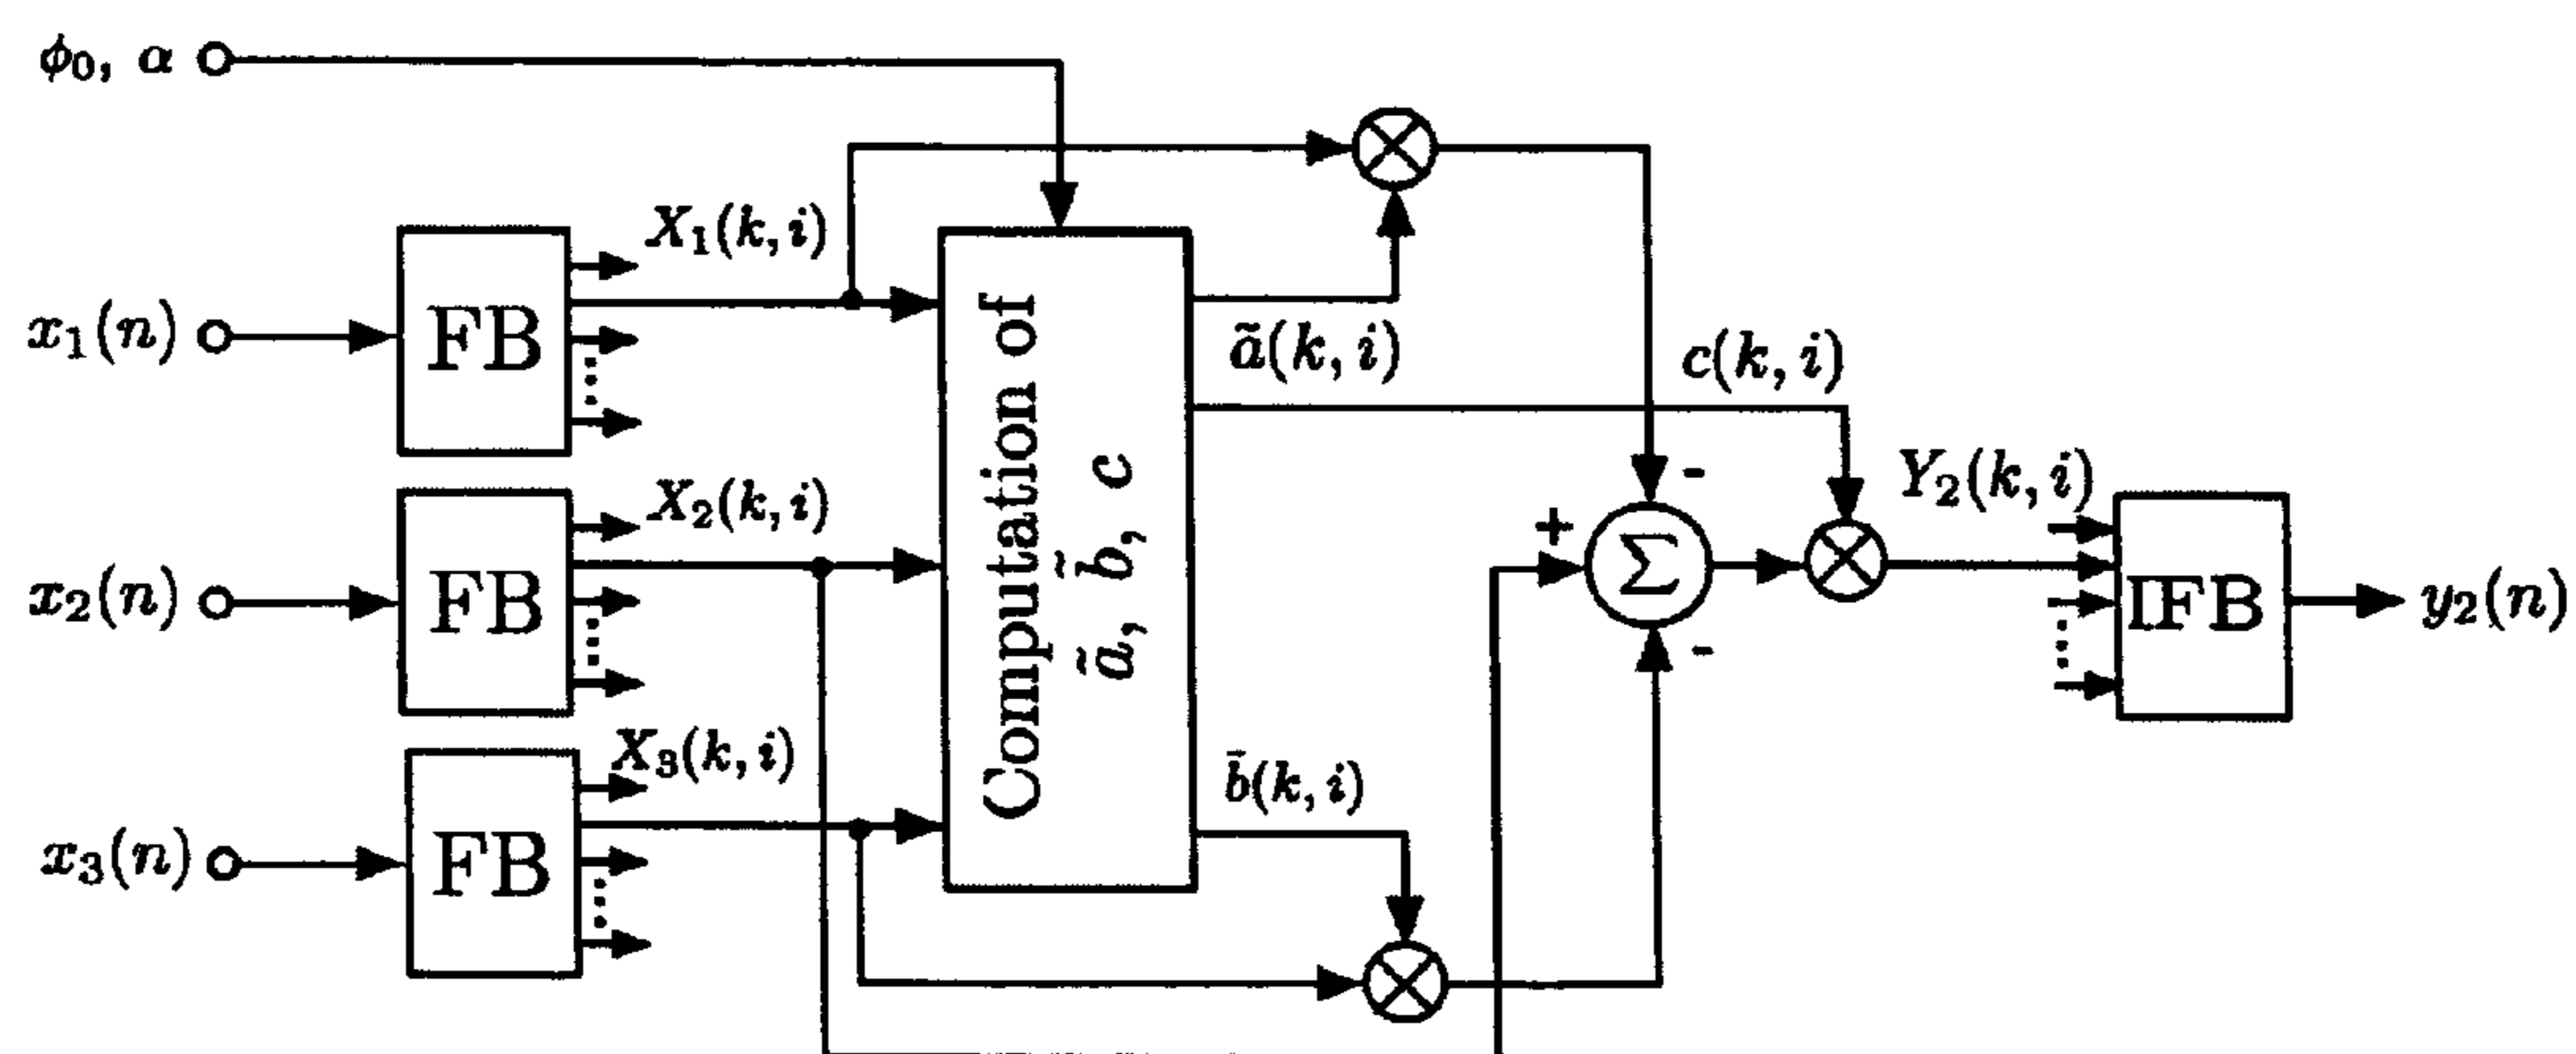 ϕ₀, α
X₁(k, i)
x₁(n)
FB
ã(k, i)
c(k, i)
X₂(k, i)
x₂(n)
FB
Computation of
ã, b̃, c
-
+
Σ
-
Y₂(k, i)
IFB
y₂(n)
X₃(k, i)
x₃(n)
FB
b̃(k, i)